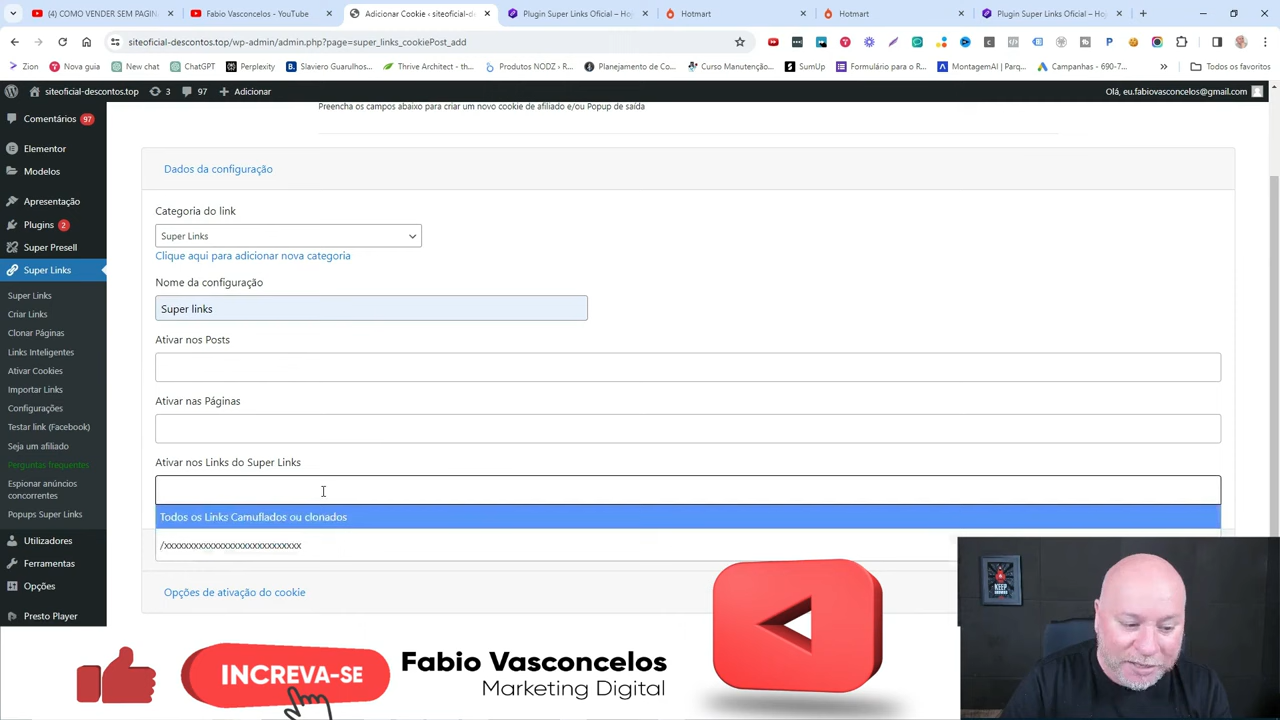 (4) COMO VENDER SEM PAGIN
Fabio Vasconcelos - YouTube
Adicionar Cookie ‹ siteoficial-de
Plugin Super Links Oficial – Ho
Hotmart
Hotmart
Plugin Super Links Oficial – Ho
siteoficial-descontos.top/wp-admin/admin.php?page=super_links_cookiePost_add
Zion
Nova guia
New chat
ChatGPT
Perplexity
Slaviero Guarulhos...
Thrive Architect - th...
Produtos NODZ › R...
Planejamento de Co...
Curso Manutenção...
SumUp
Formulário para o R...
MontagemAI | Parq...
Campanhas - 690-7...
Todos os favoritos
siteoficial-descontos.top
3
97
Adicionar
Olá, eu.fabiovasconcelos@gmail.com
Preencha os campos abaixo para criar um novo cookie de afiliado e/ou Popup de saída
Comentários 97
Elementor
Modelos
Apresentação
Plugins 2
Super Presell
Super Links
Super Links
Criar Links
Clonar Páginas
Links Inteligentes
Ativar Cookies
Importar Links
Configurações
Testar link (Facebook)
Seja um afiliado
Perguntas frequentes
Espionar anúncios
concorrentes
Popups Super Links
Utilizadores
Ferramentas
Opções
Presto Player
Dados da configuração
Categoria do link
Super Links
Clique aqui para adicionar nova categoria
Nome da configuração
Super links
Ativar nos Posts
Ativar nas Páginas
Ativar nos Links do Super Links
Todos os Links Camuflados ou clonados
/xxxxxxxxxxxxxxxxxxxxxxxxxxxx
Opções de ativação do cookie
INCREVA-SE
Fabio Vasconcelos
Marketing Digital
KEEP